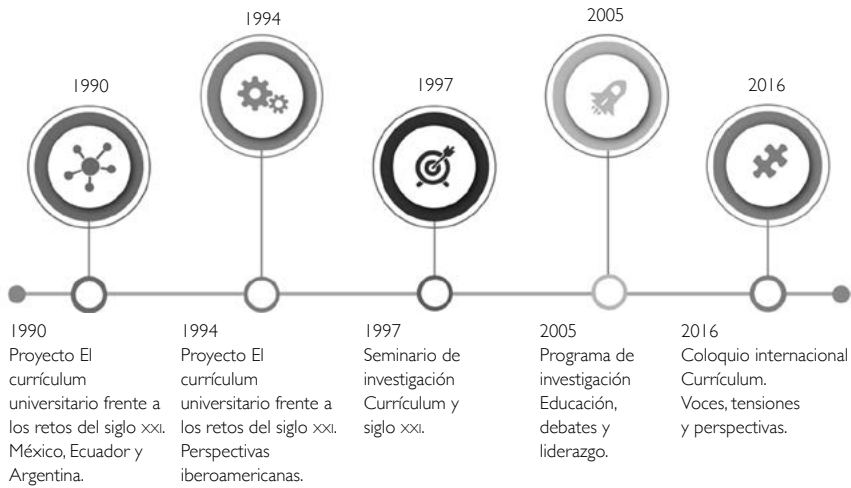 1990
1994
1997
2005
2016
1990
Proyecto El
currículum
universitario frente a
los retos del siglo XXI.
México, Ecuador y
Argentina.
1994
Proyecto El
currículum
universitario frente a
los retos del siglo XXI.
Perspectivas
iberoamericanas.
1997
Seminario de
investigación
Currículum y
siglo XXI.
2005
Programa de
investigación
Educación,
debates y
liderazgo.
2016
Coloquio internacional
Currículum.
Voces, tensiones
y perspectivas.